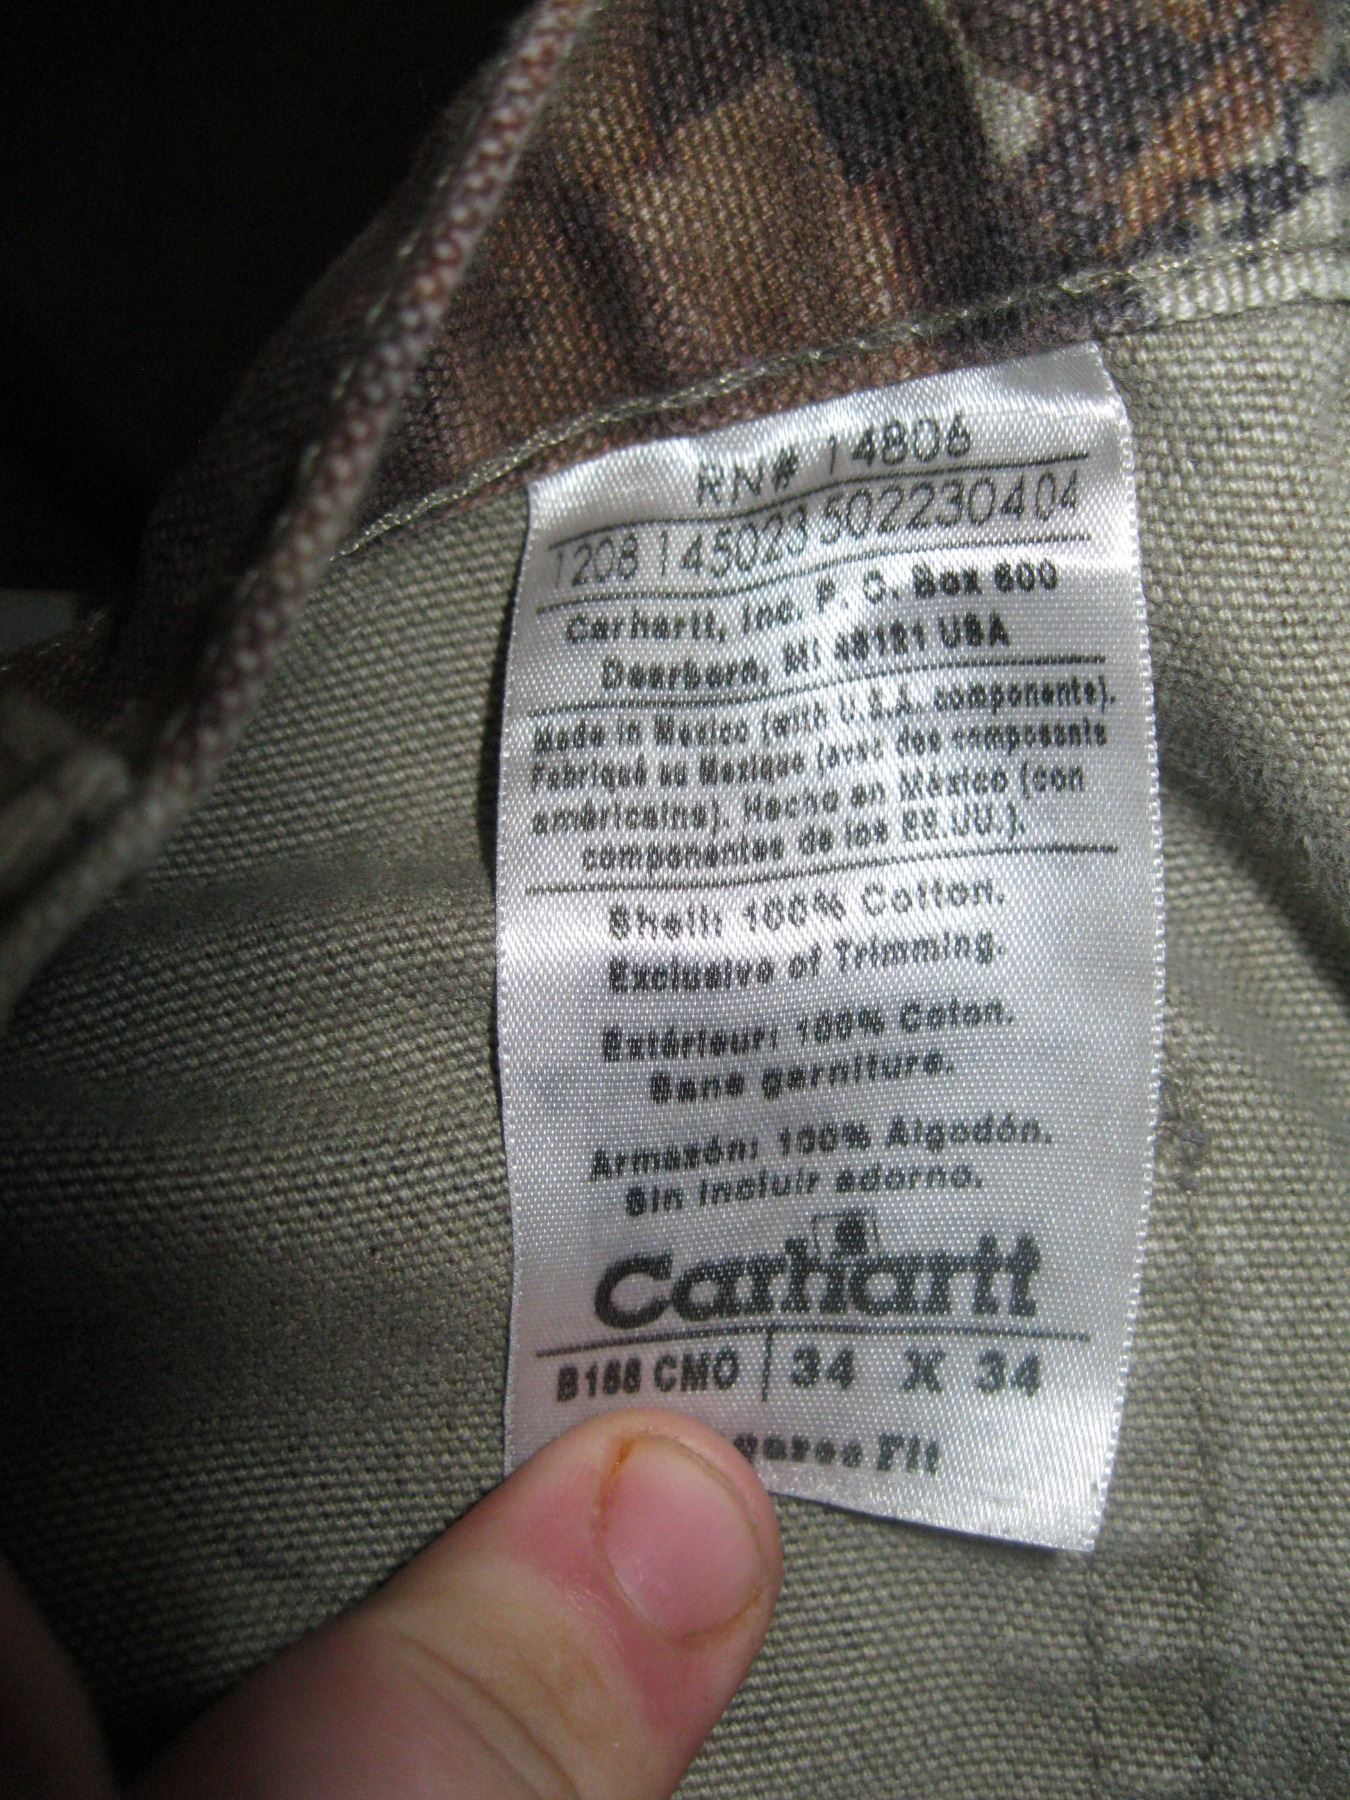 RN# 14806
1208 145023 502230404
Carhartt, Inc. P. O. Box 600
Dearborn, MI 48121 USA
Made in Mexico (with U.S.A. components).
Fabriqué au Mexique (avec des composants
américains). Hecho en México (con
componentes de los EE.UU.).
Shell: 100% Cotton.
Exclusive of Trimming.
Extérieur: 100% Coton.
Sans garniture.
Armazón: 100% Algodón.
Sin incluir adorno.
Carhartt
B188 CMO 34 X 34
Fit